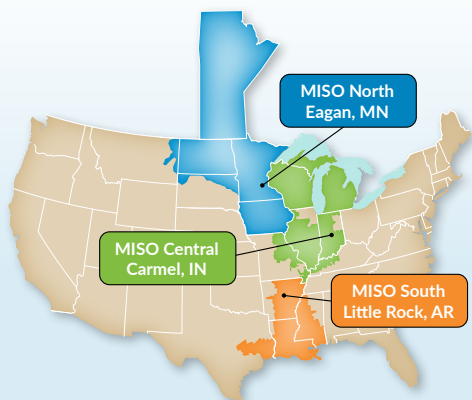 MISO North
Eagan, MN
MISO Central
Carmel, IN
MISO South
Little Rock, AR